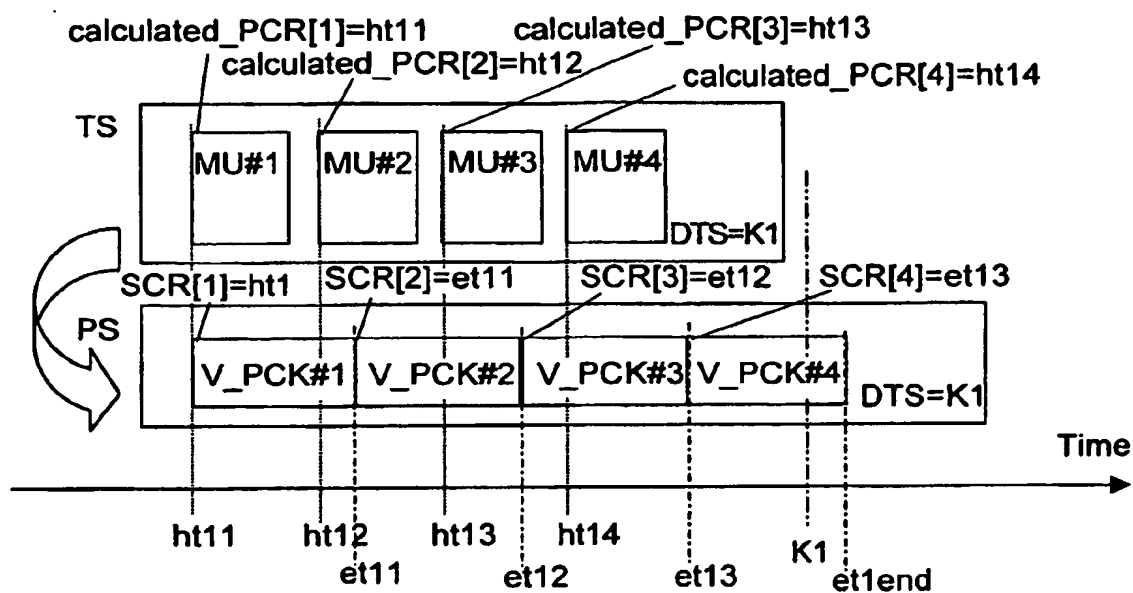 calculated_PCR[1]=ht11
calculated_PCR[3]=ht13
calculated_PCR[2]=ht12
calculated_PCR[4]=ht14
TS
MU#1
MU#2
MU#3
MU#4
DTS=K1
SCR[1]=ht1
SCR[2]=et11
SCR[3]=et12
SCR[4]=et13
PS
V_PCK#1
V_PCK#2
V_PCK#3
V_PCK#4
DTS=K1
Time
ht11
ht12
ht13
ht14
K1
et11
et12
et13
et1end